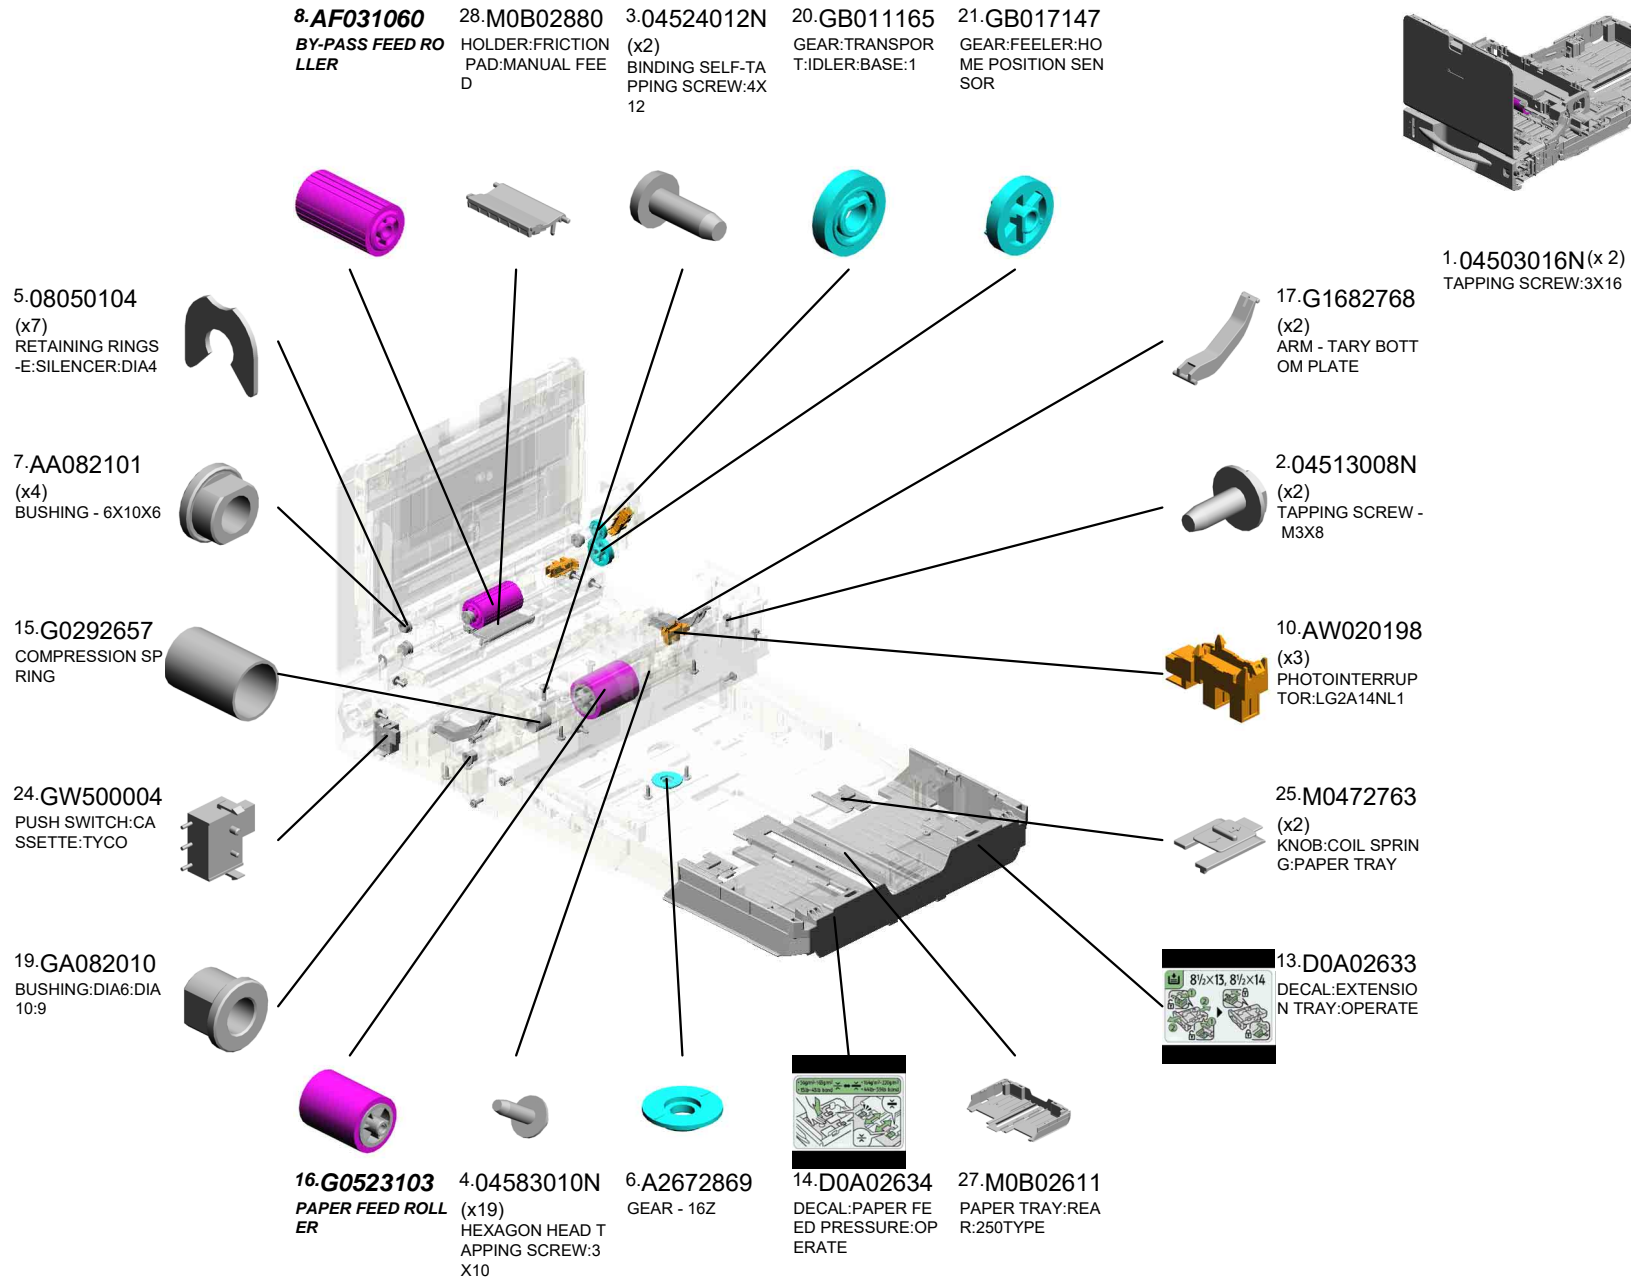 8.AF031060
BY-PASS FEED RO
LLER
28.M0B02880
HOLDER:FRICTION
PAD:MANUAL FEE
D
3.04524012N
(x2)
BINDING SELF-TA
PPING SCREW:4X
12
20.GB011165
GEAR:TRANSPOR
T:IDLER:BASE:1
21.GB017147
GEAR:FEELER:HO
ME POSITION SEN
SOR
1.04503016N(x 2)
TAPPING SCREW:3X16
5.08050104
(x7)
RETAINING RINGS
-E:SILENCER:DIA4
17.G1682768
(x2)
ARM - TARY BOTT
OM PLATE
7.AA082101
(x4)
BUSHING - 6X10X6
2.04513008N
(x2)
TAPPING SCREW -
M3X8
15.G0292657
COMPRESSION SP
RING
10.AW020198
(x3)
PHOTOINTERRUP
TOR:LG2A14NL1
24.GW500004
PUSH SWITCH:CA
SSETTE:TYCO
25.M0472763
(x2)
KNOB:COIL SPRIN
G:PAPER TRAY
19.GA082010
BUSHING:DIA6:DIA
10:9
13.D0A02633
DECAL:EXTENSIO
N TRAY:OPERATE
8½×13, 8½×14
16.G0523103
PAPER FEED ROLL
ER
4.04583010N
(x19)
HEXAGON HEAD T
APPING SCREW:3
X10
6.A2672869
GEAR - 16Z
14.D0A02634
DECAL:PAPER FE
ED PRESSURE:OP
ERATE
27.M0B02611
PAPER TRAY:REA
R:250TYPE